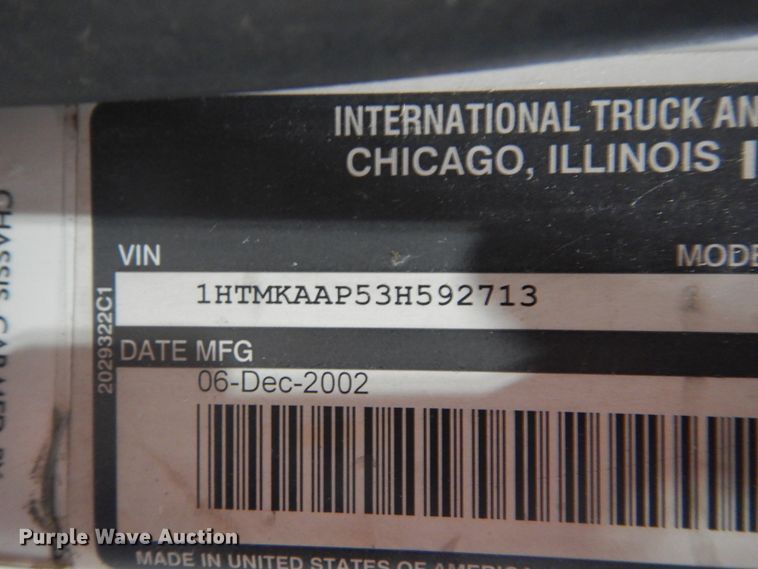 INTERNATIONAL TRUCK AN
CHICAGO, ILLINOIS
VIN
MODE
1HTMKAAP53H592713
DATE MFG
06-Dec-2002
2029322C1
MADE IN UNITED STATES OF AMERICA
CHASSIS
Purple Wave Auction